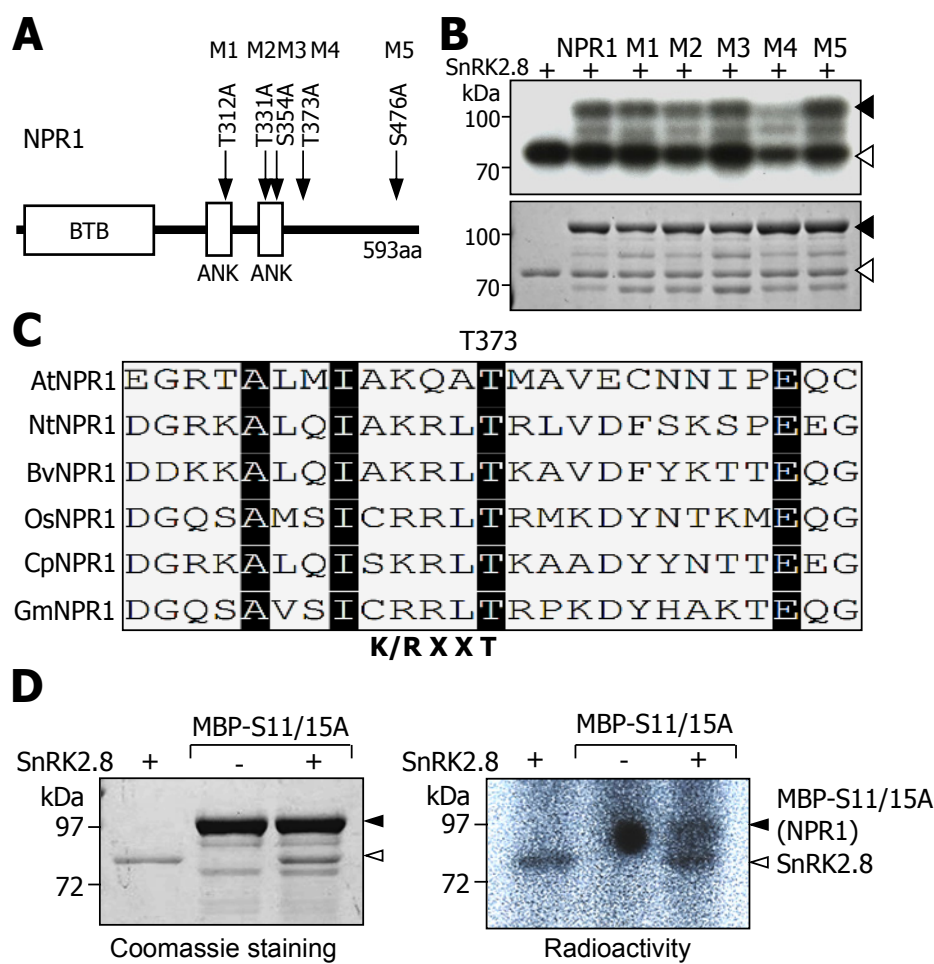 A
M1 M2 M3 M4 M5
T312A
T331A
S354A
T373A
S476A
NPR1
BTB
ANK ANK
593aa
B
NPR1 M1 M2 M3 M4 M5
SnRK2.8 + + + + + + +
kDa
100
70
100
70
C
T373
AtNPR1 EGRTALMIAKQATMAVECNNIPEQC
NtNPR1 DGRKALQIAKRLTRLVDFSKSPEEG
BvNPR1 DDKKALQIAKRLTKAVDFYKTTEQG
OsNPR1 DGQSAMSICRRLTRMKDYNTKMEQG
CpNPR1 DGRKALQISKRLTKAADYYNTTEEG
GmNPR1 DGQSAVSICRRLTRPKDYHAKTEQG
K/R X X T
D
MBP-S11/15A
SnRK2.8 + - +
kDa
97
72
Coomassie staining
MBP-S11/15A
SnRK2.8 + - +
kDa
97
72
MBP-S11/15A
(NPR1)
SnRK2.8
Radioactivity